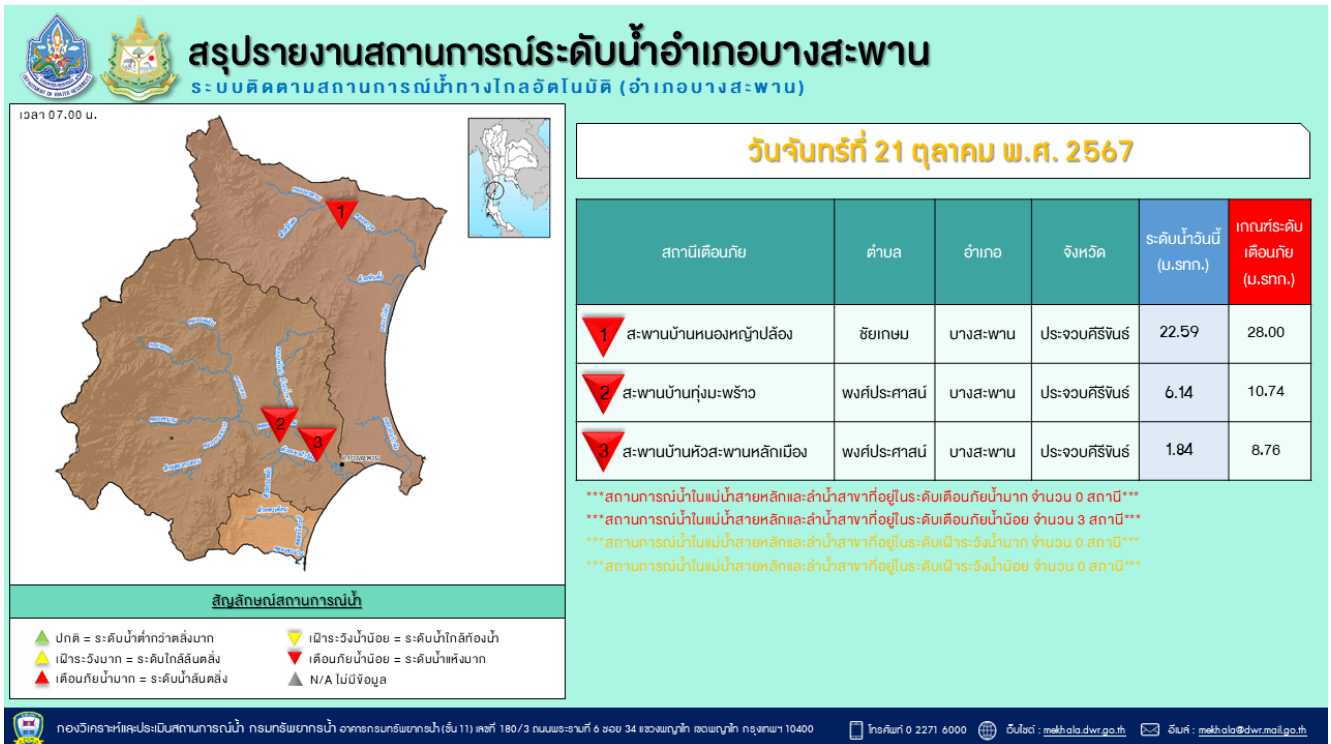 สรุปรายงานสถานการณ์ระดับน้ำอำเภอบางสะพาน
ระบบติดตามสถานการณ์น้ำทางไกลอัตโนมัติ (อำเภอบางสะพาน)
เวลา 07.00 น.
วันจันทร์ที่ 21 ตุลาคม พ.ศ. 2567
สถานีเตือนภัย ตำบล อำเภอ จังหวัด ระดับน้ำวันนี้ (ม.รทก.) เกณฑ์ระดับเตือนภัย (ม.รทก.)
1 สะพานบ้านหนองหญ้าปล้อง ชัยเกษม บางสะพาน ประจวบคีรีขันธ์ 22.59 28.00
2 สะพานบ้านทุ่งมะพร้าว พงศ์ประศาสน์ บางสะพาน ประจวบคีรีขันธ์ 6.14 10.74
3 สะพานบ้านหัวสะพานหลักเมือง พงศ์ประศาสน์ บางสะพาน ประจวบคีรีขันธ์ 1.84 8.76
***สถานการณ์น้ำในแม่น้ำสายหลักและลำน้ำสาขาที่อยู่ในระดับเตือนภัยน้ำมาก จำนวน 0 สถานี***
***สถานการณ์น้ำในแม่น้ำสายหลักและลำน้ำสาขาที่อยู่ในระดับเตือนภัยน้ำน้อย จำนวน 3 สถานี***
***สถานการณ์น้ำในแม่น้ำสายหลักและลำน้ำสาขาที่อยู่ในระดับเฝ้าระวังน้ำมาก จำนวน 0 สถานี***
***สถานการณ์น้ำในแม่น้ำสายหลักและลำน้ำสาขาที่อยู่ในระดับเฝ้าระวังน้ำน้อย จำนวน 0 สถานี***
1
2
3
อ.บางสะพาน
สัญลักษณ์สถานการณ์น้ำ
ปกติ = ระดับน้ำต่ำกว่าตลิ่งมาก
เฝ้าระวังมาก = ระดับใกล้ล้นตลิ่ง
เตือนภัยน้ำมาก = ระดับน้ำล้นตลิ่ง
เฝ้าระวังน้ำน้อย = ระดับน้ำใกล้ท้องน้ำ
เตือนภัยน้ำน้อย = ระดับน้ำแห้งมาก
N/A ไม่มีข้อมูล
กองวิเคราะห์และประเมินสถานการณ์น้ำ กรมทรัพยากรน้ำ อาคารกรมทรัพยากรน้ำ (ชั้น 11) เลขที่ 180/3 ถนนพระรามที่ 6 ซอย 34 แขวงพญาไท เขตพญาไท กรุงเทพฯ 10400 โทรศัพท์ 0 2271 6000 เว็บไซต์ : mekhala.dwr.go.th อีเมล์ : mekhala@dwr.mail.go.th